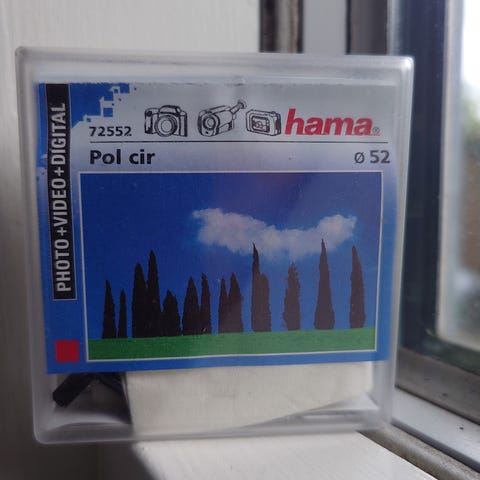 PHOTO+VIDEO+DIGITAL
72552
hama®
Pol cir
Ø 52